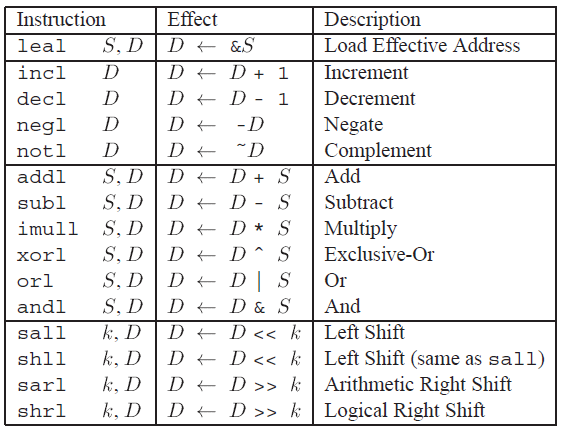 Instruction Effect Description
leal S, D D ← &S Load Effective Address
incl D D ← D + 1 Increment
decl D D ← D - 1 Decrement
negl D D ← -D Negate
notl D D ← ~D Complement
addl S, D D ← D + S Add
subl S, D D ← D - S Subtract
imull S, D D ← D * S Multiply
xorl S, D D ← D ^ S Exclusive-Or
orl S, D D ← D | S Or
andl S, D D ← D & S And
sall k, D D ← D << k Left Shift
shll k, D D ← D << k Left Shift (same as sall)
sarl k, D D ← D >> k Arithmetic Right Shift
shrl k, D D ← D >> k Logical Right Shift